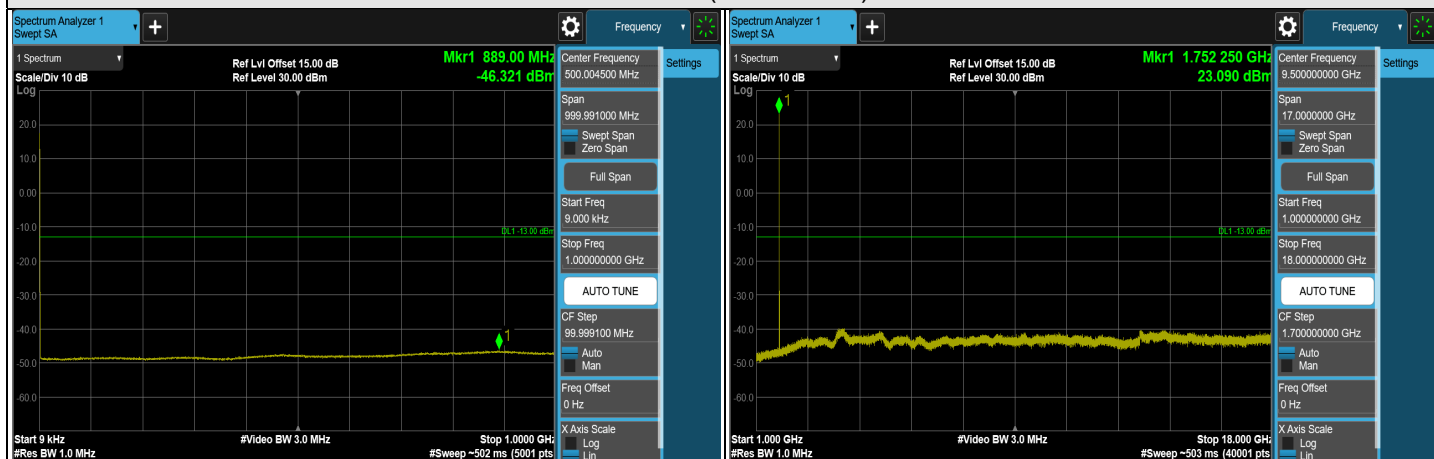 Spectrum Analyzer 1
Swept SA
+
Frequency
1 Spectrum
Scale/Div 10 dB
Log
Ref Lvl Offset 15.00 dB
Ref Level 30.00 dBm
Mkr1 889.00 MHz
-46.321 dBm
20.0
10.0
0.00
-10.0
-20.0
-30.0
-40.0
-50.0
-60.0
DL1 -13.00 dBm
1
Start 9 kHz
#Res BW 1.0 MHz
#Video BW 3.0 MHz
Stop 1.0000 GHz
#Sweep ~502 ms (5001 pts)
Center Frequency
500.004500 MHz
Settings
Span
999.991000 MHz
Swept Span
Zero Span
Full Span
Start Freq
9.000 kHz
Stop Freq
1.000000000 GHz
AUTO TUNE
CF Step
99.999100 MHz
Auto
Man
Freq Offset
0 Hz
X Axis Scale
Log
Lin
Spectrum Analyzer 1
Swept SA
+
Frequency
1 Spectrum
Scale/Div 10 dB
Log
Ref Lvl Offset 15.00 dB
Ref Level 30.00 dBm
Mkr1 1.752 250 GHz
23.090 dBm
1
20.0
10.0
0.00
-10.0
-20.0
-30.0
-40.0
-50.0
-60.0
DL1 -13.00 dBm
Start 1.000 GHz
#Res BW 1.0 MHz
#Video BW 3.0 MHz
Stop 18.000 GHz
#Sweep ~503 ms (40001 pts)
Center Frequency
9.500000000 GHz
Settings
Span
17.0000000 GHz
Swept Span
Zero Span
Full Span
Start Freq
1.000000000 GHz
Stop Freq
18.000000000 GHz
AUTO TUNE
CF Step
1.700000000 GHz
Auto
Man
Freq Offset
0 Hz
X Axis Scale
Log
Lin